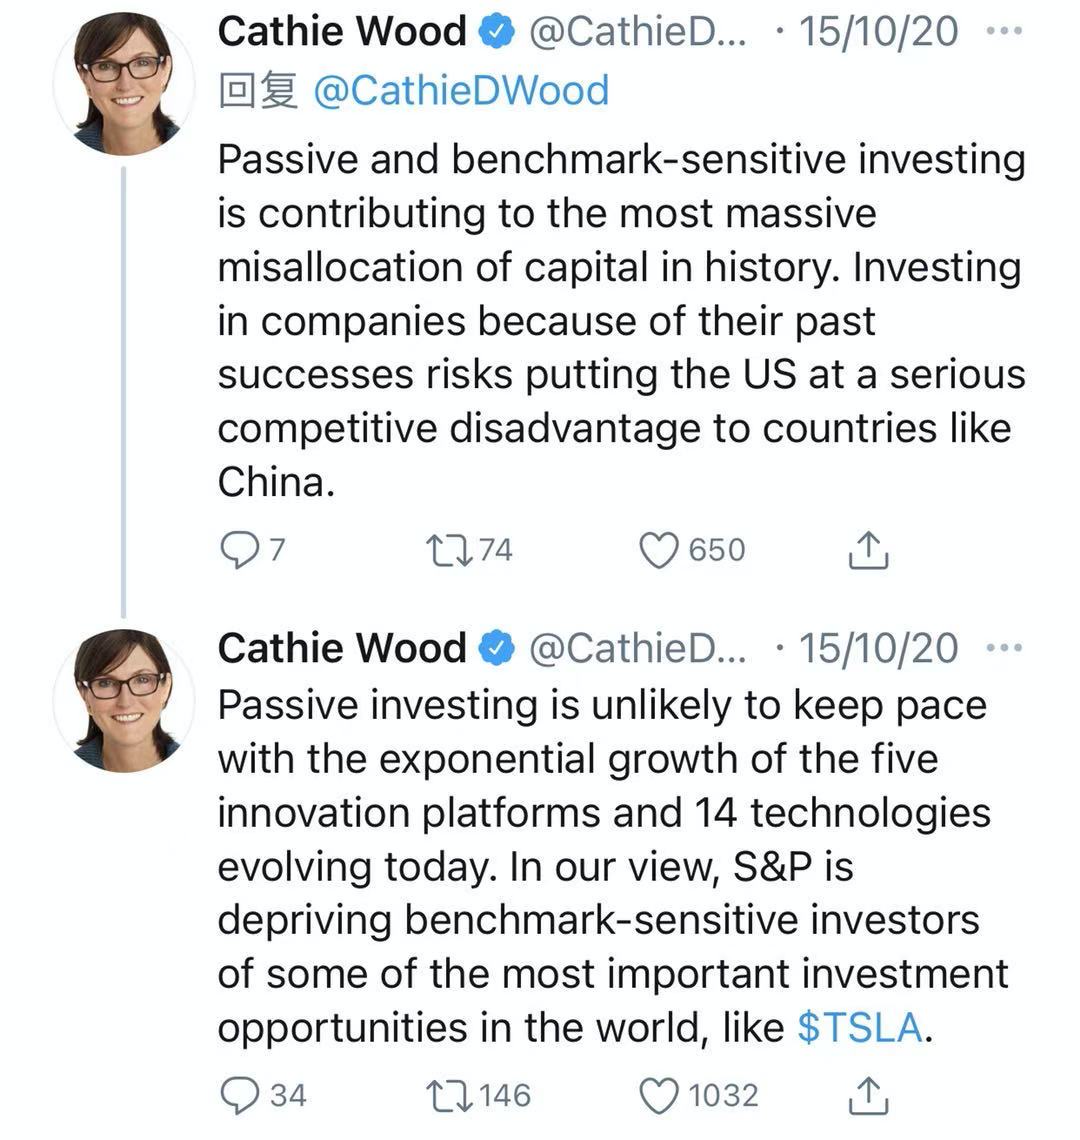 Cathie Wood @CathieD... · 15/10/20
回复 @CathieDWood
Passive and benchmark-sensitive investing
is contributing to the most massive
misallocation of capital in history. Investing
in companies because of their past
successes risks putting the US at a serious
competitive disadvantage to countries like
China.
7 74 650
Cathie Wood @CathieD... · 15/10/20
Passive investing is unlikely to keep pace
with the exponential growth of the five
innovation platforms and 14 technologies
evolving today. In our view, S&P is
depriving benchmark-sensitive investors
of some of the most important investment
opportunities in the world, like $TSLA.
34 146 1032